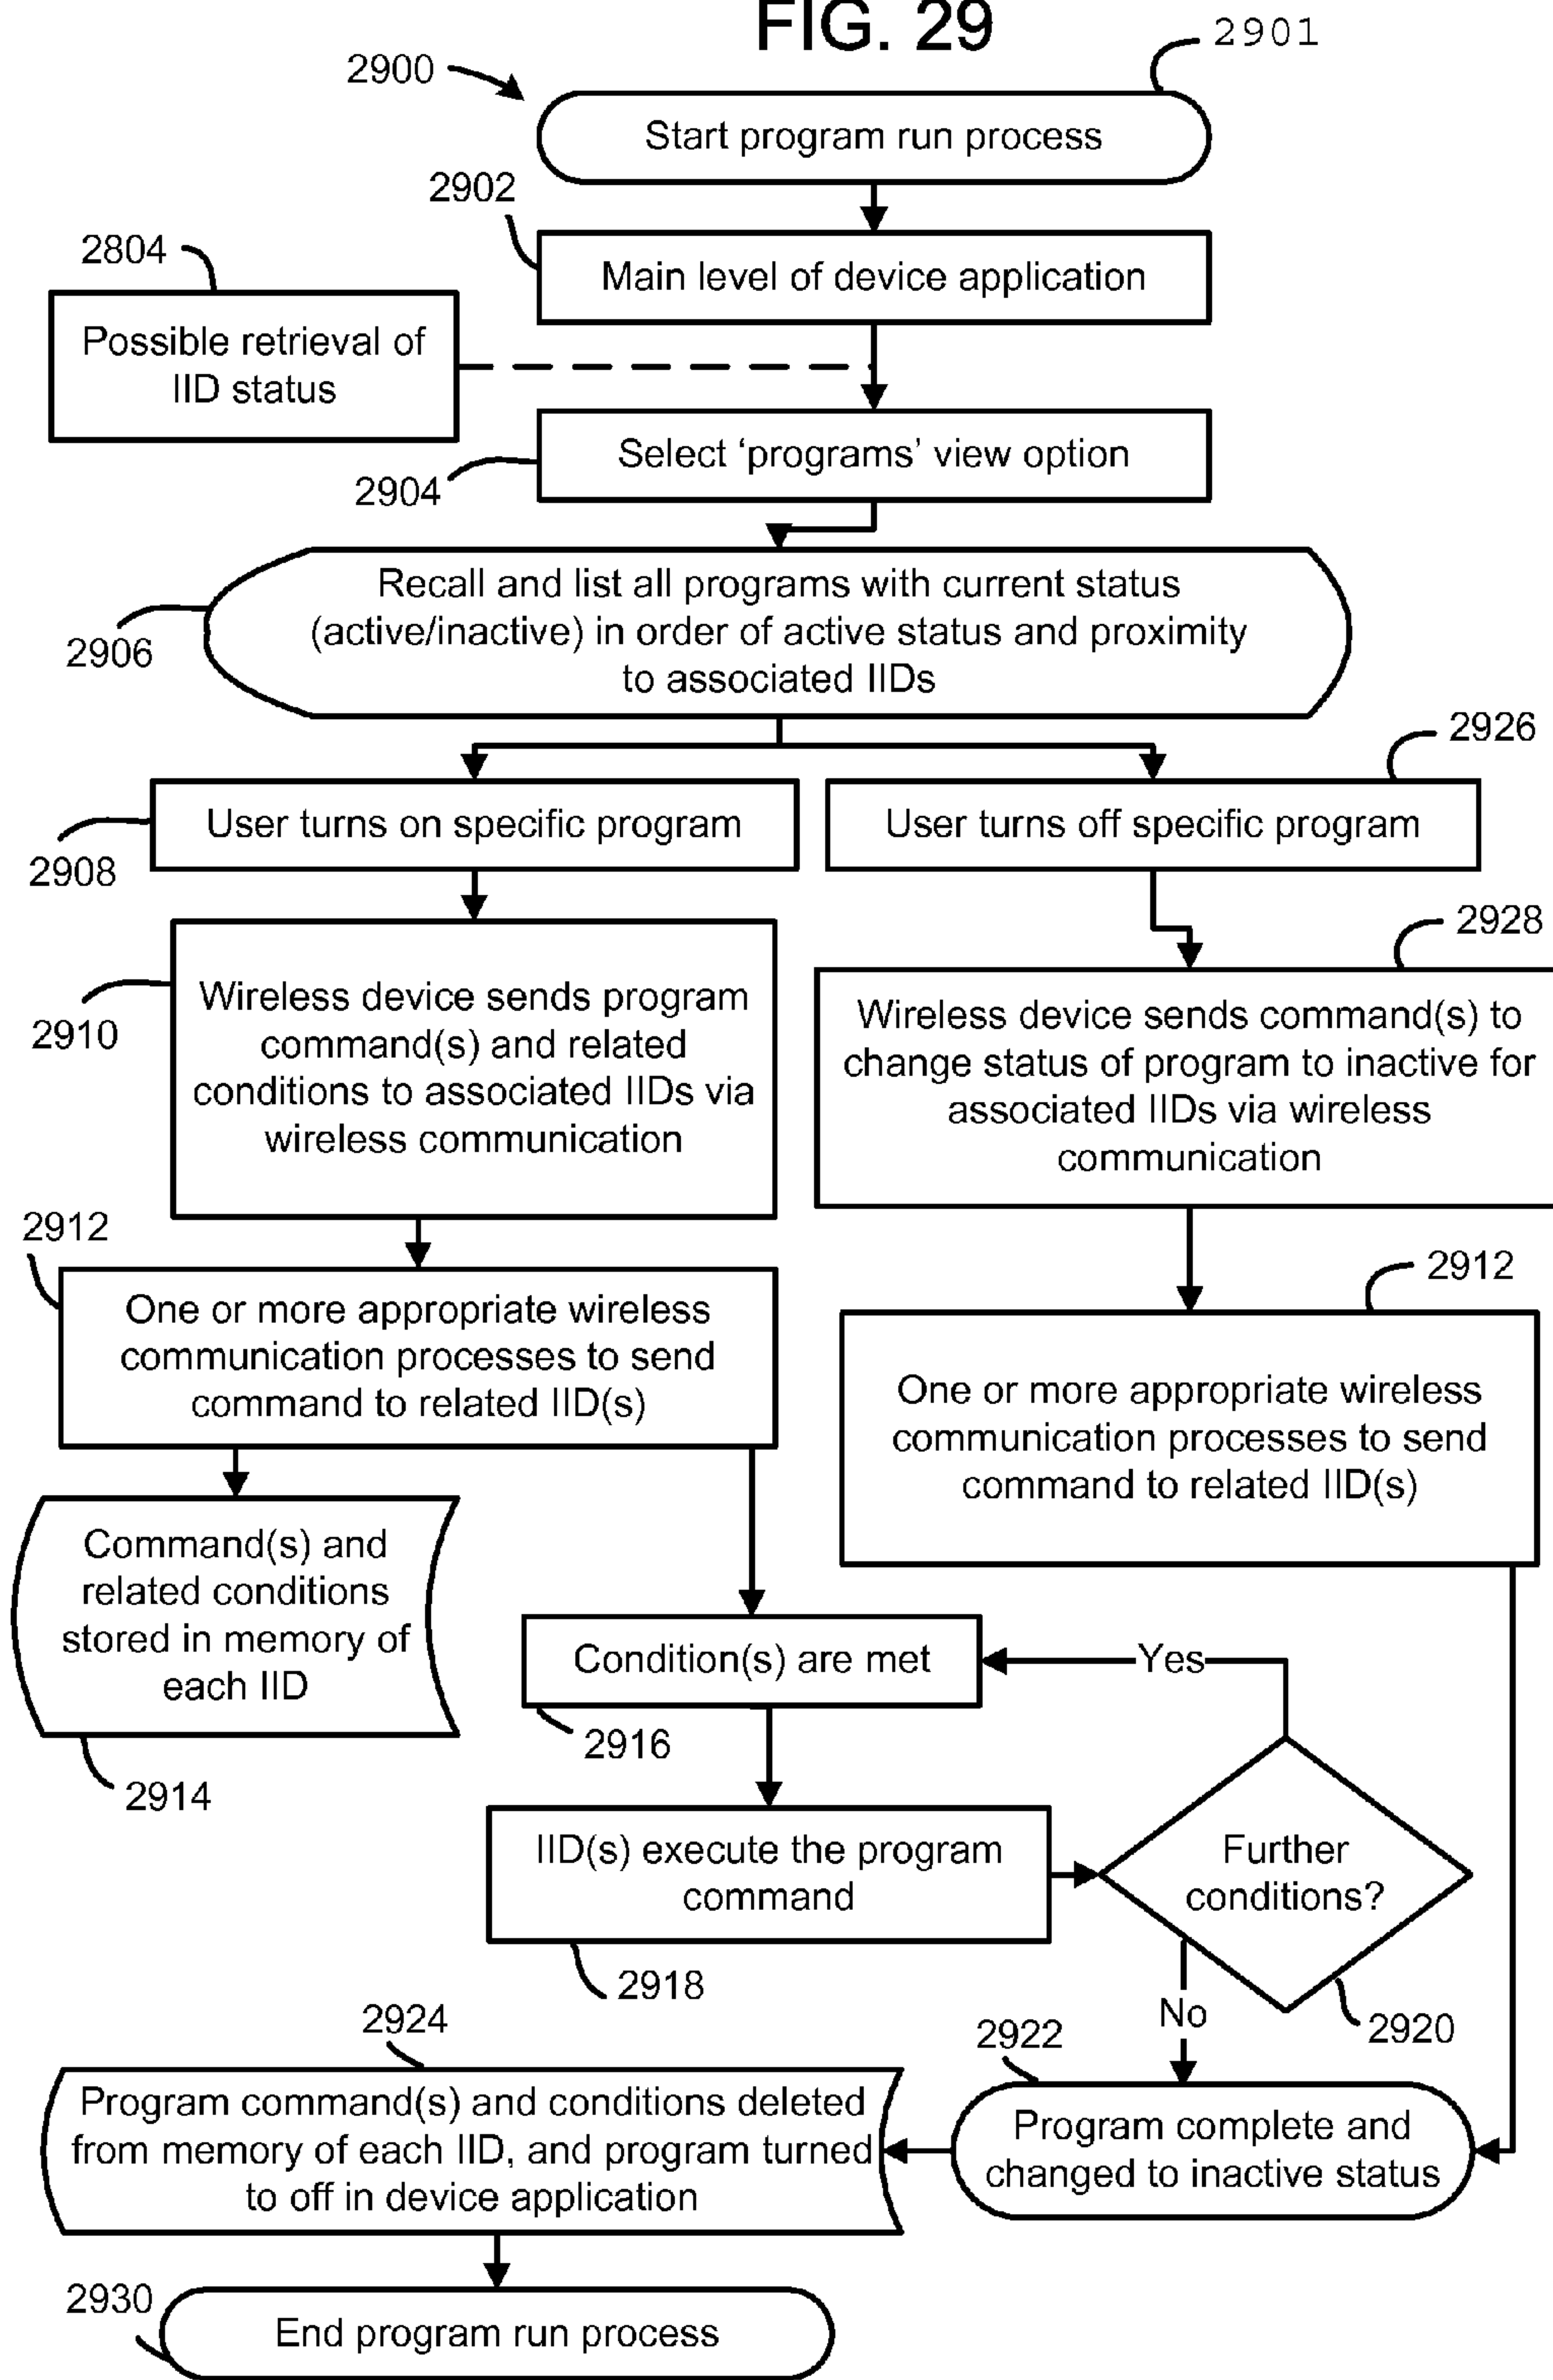 FIG. 29
2901
2900
Start program run process
2902
Main level of device application
2804
Possible retrieval of
IID status
Select ‘programs’ view option
2904
Recall and list all programs with current status
(active/inactive) in order of active status and proximity
to associated IIDs
2906
2926
User turns on specific program
User turns off specific program
2908
2928
Wireless device sends program
command(s) and related
conditions to associated IIDs via
wireless communication
2910
Wireless device sends command(s) to
change status of program to inactive for
associated IIDs via wireless
communication
2912
One or more appropriate wireless
communication processes to send
command to related IID(s)
2912
One or more appropriate wireless
communication processes to send
command to related IID(s)
Command(s) and
related conditions
stored in memory of
each IID
2914
Condition(s) are met
Yes
2916
IID(s) execute the program
command
Further
conditions?
2918
No
2920
2924
2922
Program command(s) and conditions deleted
from memory of each IID, and program turned
to off in device application
Program complete and
changed to inactive status
2930
End program run process